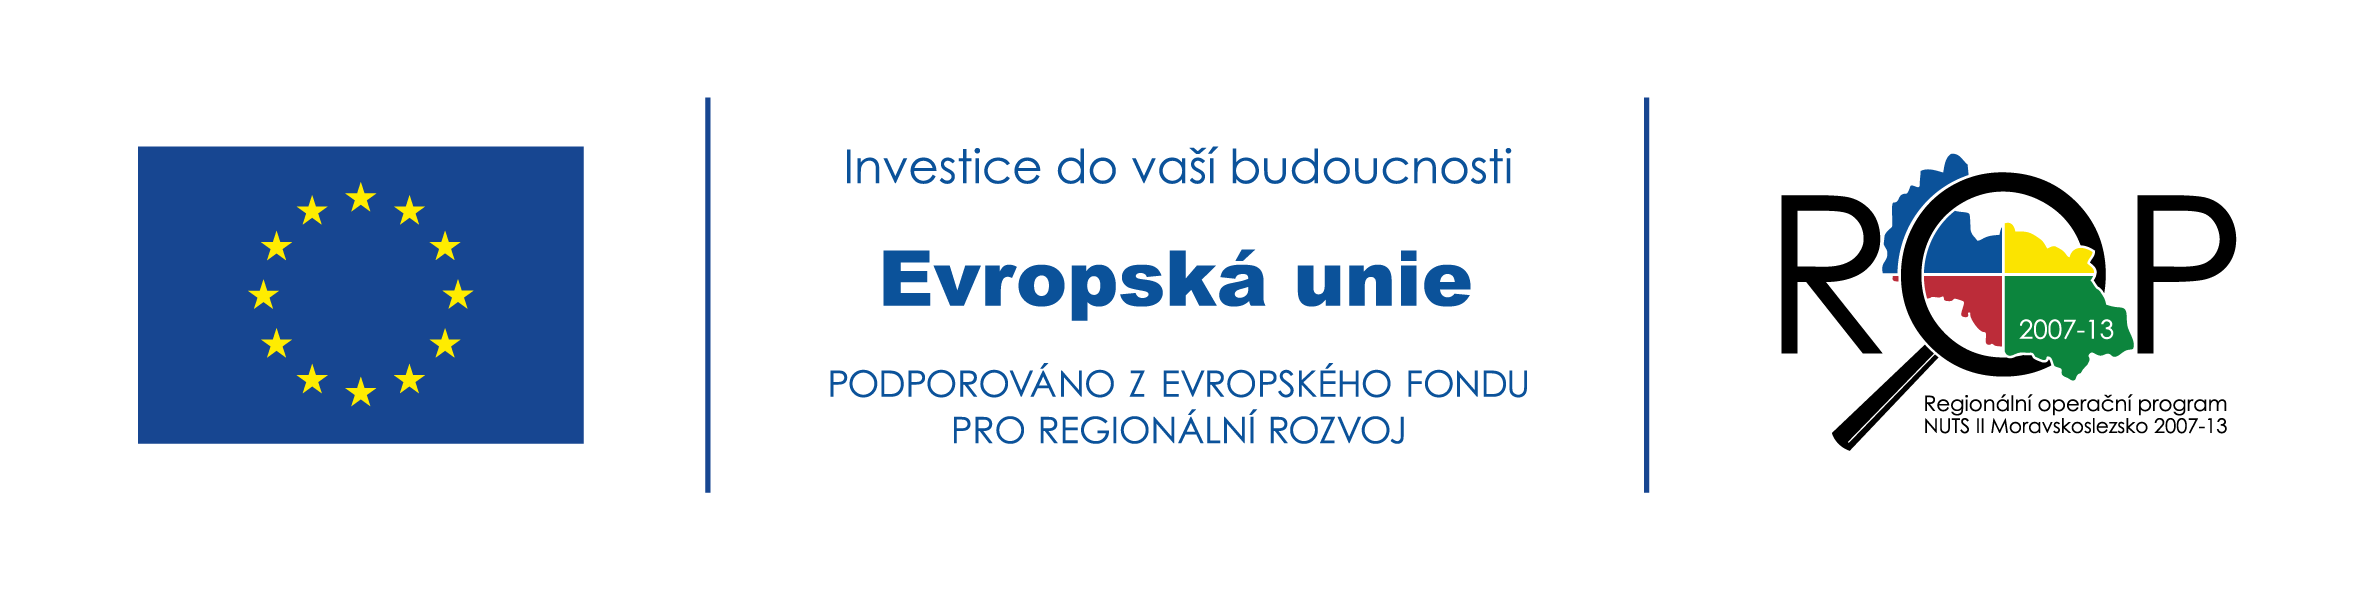 Investice do vaší budoucnosti
Evropská unie
PODPOROVÁNO Z EVROPSKÉHO FONDU
PRO REGIONÁLNÍ ROZVOJ
ROP
2007-13
Regionální operační program
NUTS II Moravskoslezsko 2007-13